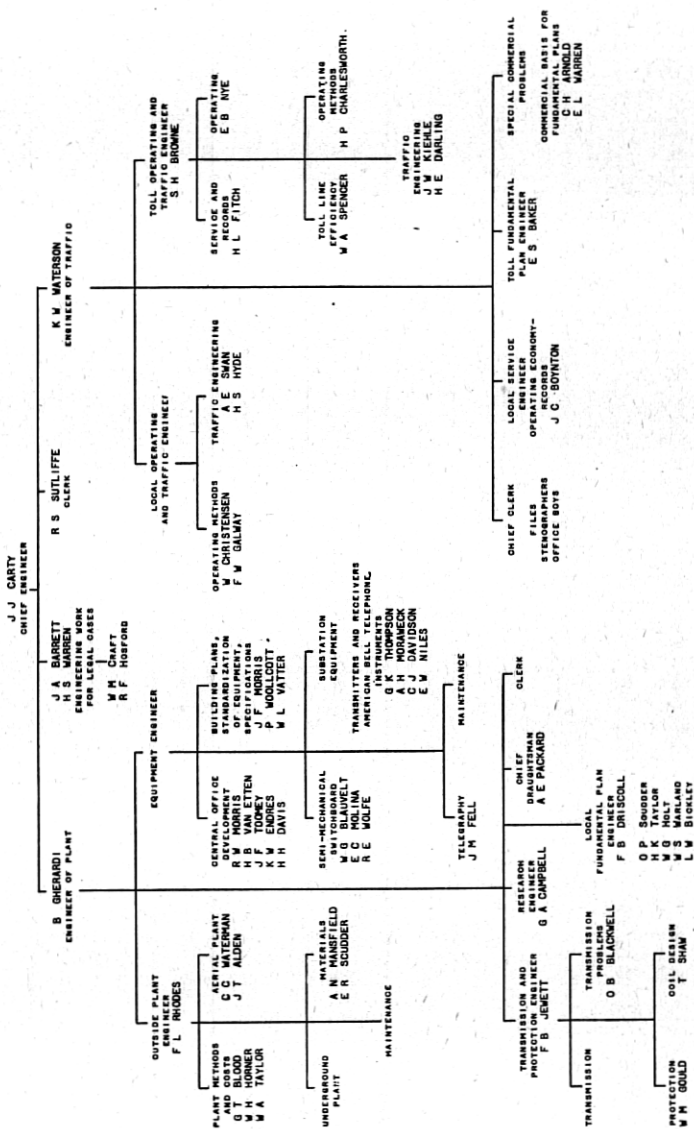 J J CARTY
CHIEF ENGINEER
B GHERARDI
ENGINEER OF PLANT
J A BARRETT
H S WARREN
ENGINEERING WORK
FOR LEGAL CASES
W M CRAFT
R F HOSFORD
R S SUTLIFFE
CLERK
K W WATERSON
ENGINEER OF TRAFFIC
OUTSIDE PLANT
ENGINEER
F L RHODES
PLANT METHODS
AND COSTS
G T BLOOD
W H HORNER
W A TAYLOR
AERIAL PLANT
C C WATERMAN
J T ALDEN
UNDERGROUND
PLANT
MATERIALS
A N MANSFIELD
E R SCUDDER
MAINTENANCE
EQUIPMENT ENGINEER
CENTRAL OFFICE
DEVELOPMENT
R W MORRIS
H B VAN ETTEN
J F TOOMEY
K W ENDRES
H H DAVIS
BUILDING PLANS,
STANDARDIZATION
OF EQUIPMENT,
SPECIFICATIONS
J F MORRIS
P WOOLLCOTT
W L VATTER
SEMI-MECHANICAL
SWITCHBOARD
W G BLAUVELT
E C MOLINA
R E WOLFE
SUBSTATION
EQUIPMENT
TRANSMITTERS AND RECEIVERS
AMERICAN BELL TELEPHONE
INSTRUMENTS
G K THOMPSON
A H MORAWECK
C J DAVIDSON
E W NILES
TELEGRAPHY
J M FELL
MAINTENANCE
TRANSMISSION AND
PROTECTION ENGINEER
F B JEWETT
TRANSMISSION
TRANSMISSION
PROBLEMS
O B BLACKWELL
PROTECTION
W M GOULD
COIL DESIGN
T SHAW
RESEARCH
ENGINEER
G A CAMPBELL
LOCAL
FUNDAMENTAL PLAN
ENGINEER
F B DRISCOLL
O P SCUDDER
H K TAYLOR
W G HOLT
W S WARLAND
L W BICKLEY
CHIEF
DRAUGHTSMAN
A E PACKARD
CLERK
LOCAL OPERATING
AND TRAFFIC ENGINEER
OPERATING METHODS
W CHRISTENSEN
F W GALWAY
TRAFFIC ENGINEERING
A E SWAN
H S HYDE
TOLL OPERATING AND
TRAFFIC ENGINEER
S H BROWNE
SERVICE AND
RECORDS
H L FITCH
OPERATING
E B NYE
TOLL LINE
EFFICIENCY
W A SPENCER
OPERATING
METHODS
H P CHARLESWORTH.
TRAFFIC
ENGINEERING
J W KIEHLE
H E DARLING
CHIEF CLERK
FILES
STENOGRAPHERS
OFFICE BOYS
LOCAL SERVICE
ENGINEER
OPERATING ECONOMY-
RECORDS
J C BOYNTON
TOLL FUNDAMENTAL
PLAN ENGINEER
E S BAKER
SPECIAL COMMERCIAL
PROBLEMS
COMMERCIAL BASIS FOR
FUNDAMENTAL PLANS
C H ARNOLD
E L WARREN